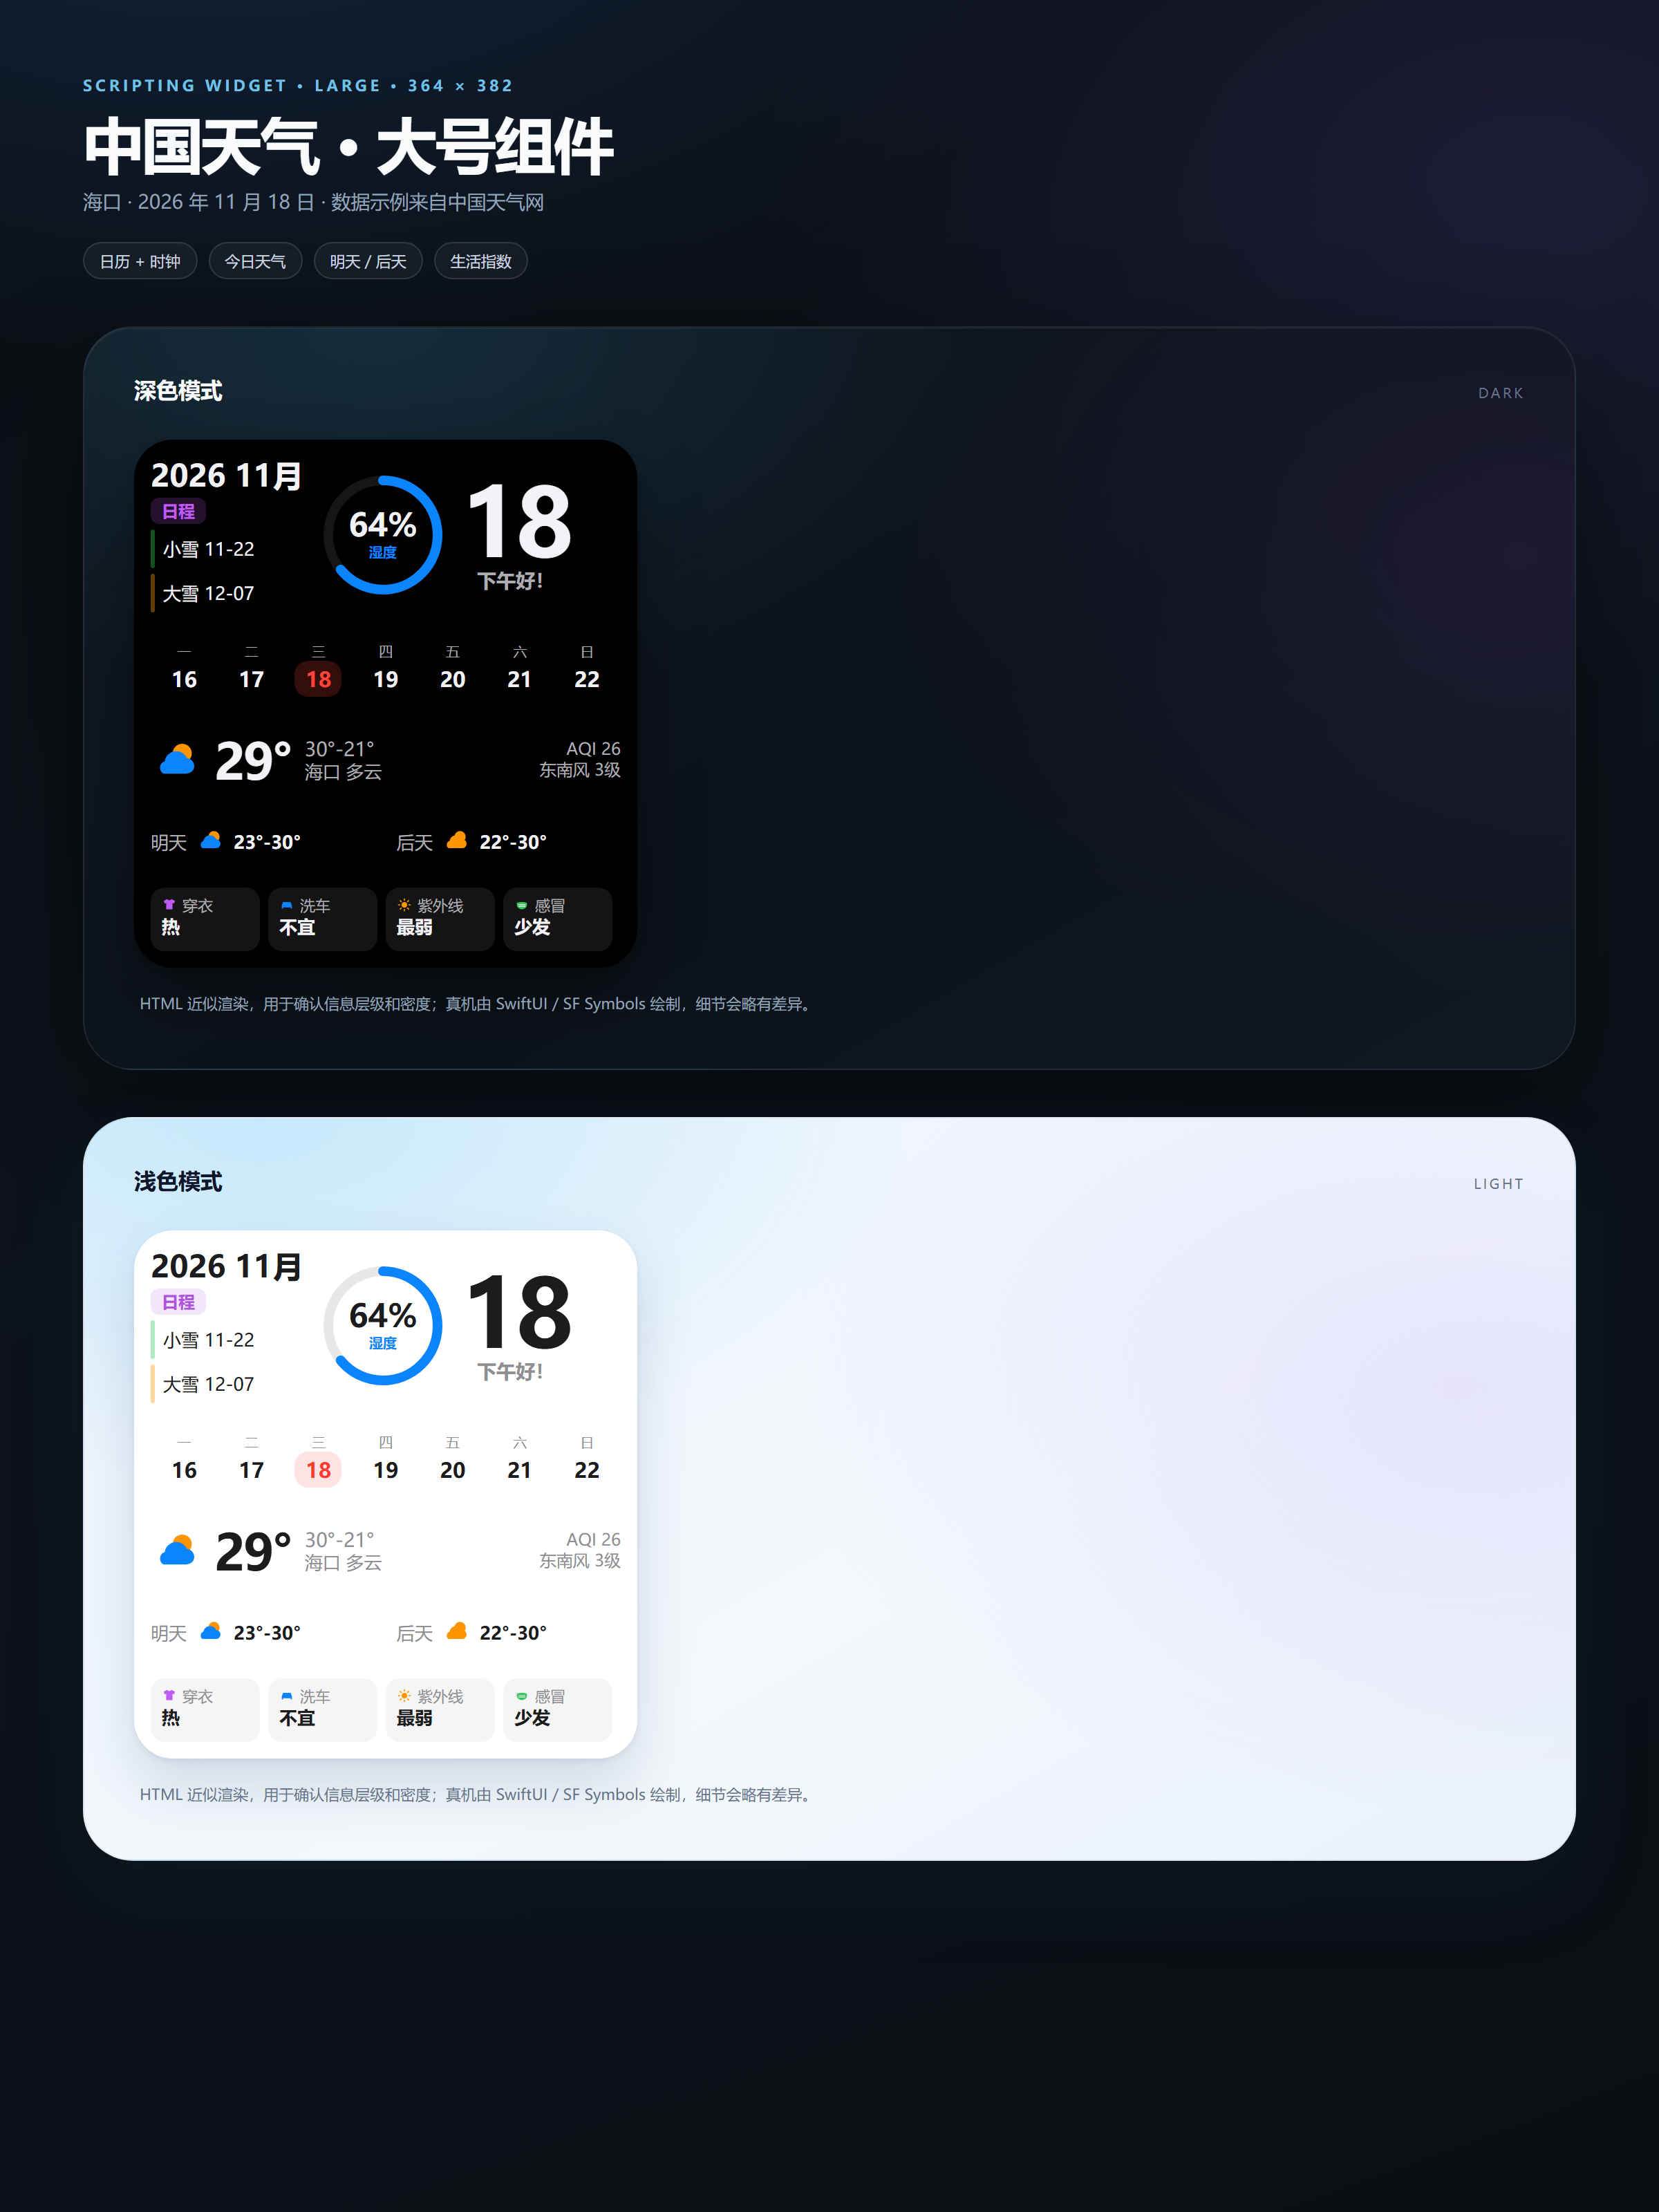 SCRIPTING WIDGET • LARGE • 364 × 382
中国天气 • 大号组件
海口 · 2026 年 11 月 18 日 · 数据示例来自中国天气网
日历 + 时钟
今日天气
明天 / 后天
生活指数
深色模式
DARK
2026 11月
日程
小雪 11-22
大雪 12-07
64%
湿度
18
下午好!
一 二 三 四 五 六 日
16 17 18 19 20 21 22
29°
30°-21°
海口 多云
AQI 26
东南风 3级
明天 23°-30°
后天 22°-30°
穿衣
热
洗车
不宜
紫外线
最弱
感冒
少发
HTML 近似渲染，用于确认信息层级和密度；真机由 SwiftUI / SF Symbols 绘制，细节会略有差异。
浅色模式
LIGHT
2026 11月
日程
小雪 11-22
大雪 12-07
64%
湿度
18
下午好!
一 二 三 四 五 六 日
16 17 18 19 20 21 22
29°
30°-21°
海口 多云
AQI 26
东南风 3级
明天 23°-30°
后天 22°-30°
穿衣
热
洗车
不宜
紫外线
最弱
感冒
少发
HTML 近似渲染，用于确认信息层级和密度；真机由 SwiftUI / SF Symbols 绘制，细节会略有差异。